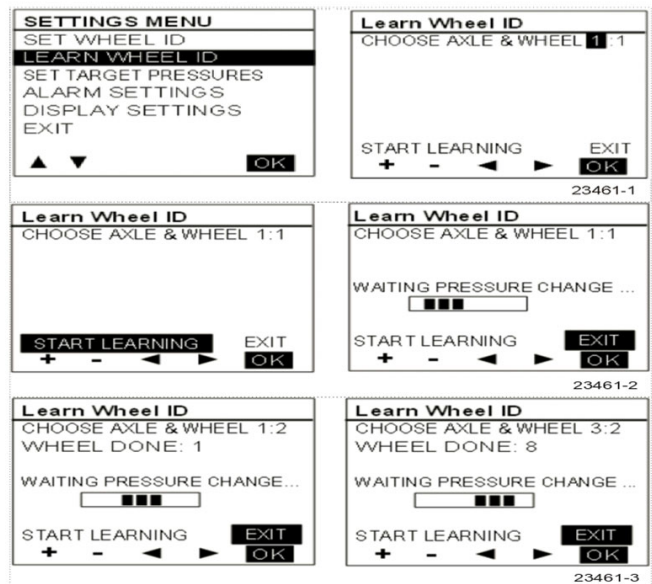 SETTINGS MENU
SET WHEEL ID
LEARN WHEEL ID
SET TARGET PRESSURES
ALARM SETTINGS
DISPLAY SETTINGS
EXIT
▲ ▼ OK
Learn Wheel ID
CHOOSE AXLE & WHEEL 1:1
START LEARNING EXIT
+ - ◄ ► OK
23461-1
Learn Wheel ID
CHOOSE AXLE & WHEEL 1:1
START LEARNING EXIT
+ - ◄ ► OK
Learn Wheel ID
CHOOSE AXLE & WHEEL 1:1
WAITING PRESSURE CHANGE ...
START LEARNING EXIT
+ - ◄ ► OK
23461-2
Learn Wheel ID
CHOOSE AXLE & WHEEL 1:2
WHEEL DONE: 1
WAITING PRESSURE CHANGE...
START LEARNING EXIT
+ - ◄ ► OK
Learn Wheel ID
CHOOSE AXLE & WHEEL 3:2
WHEEL DONE: 8
WAITING PRESSURE CHANGE ...
START LEARNING EXIT
+ - ◄ ► OK
23461-3